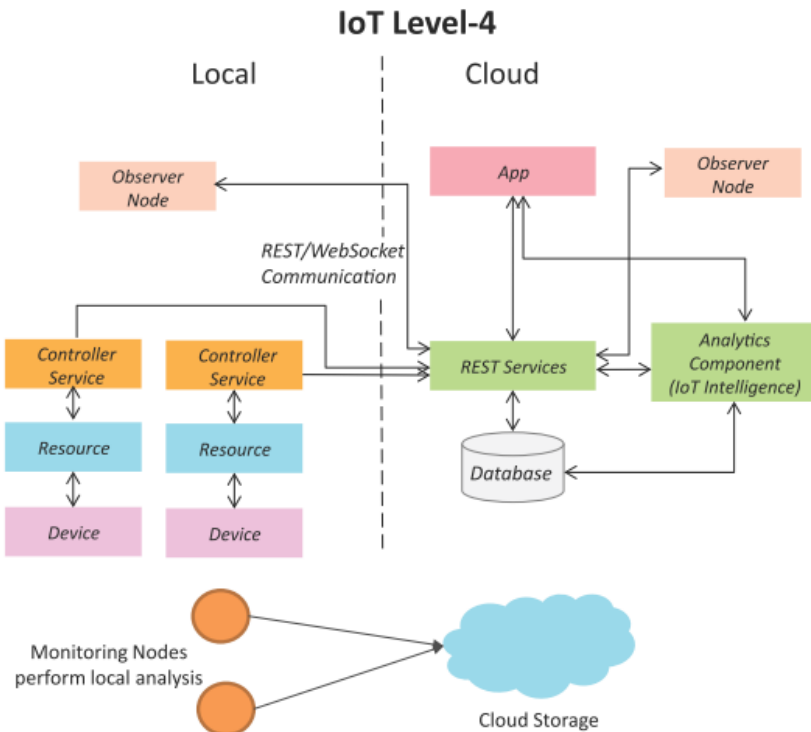 IoT Level-4
Local
Cloud
Observer
Node
App
Observer
Node
REST/WebSocket
Communication
Controller
Service
Controller
Service
REST Services
Analytics
Component
(IoT Intelligence)
Resource
Resource
Database
Device
Device
Monitoring Nodes
perform local analysis
Cloud Storage